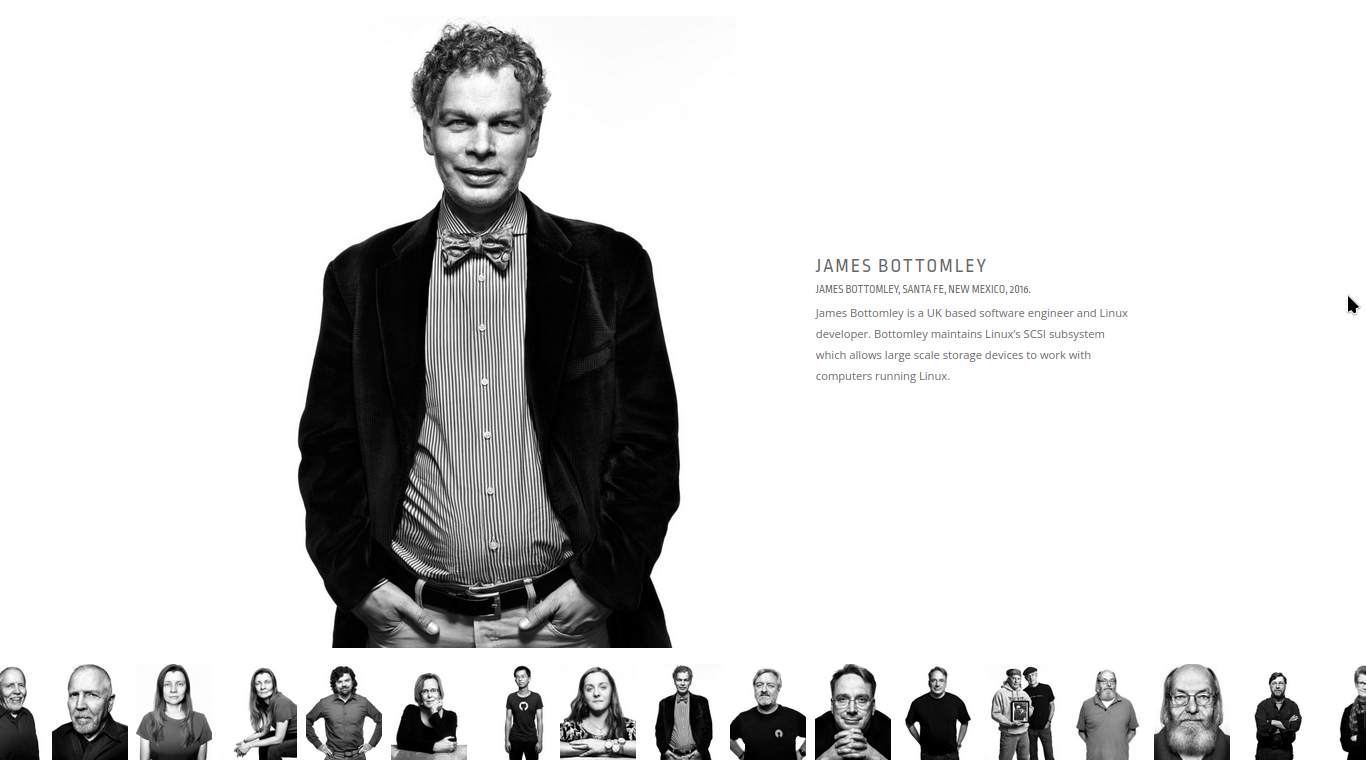 JAMES BOTTOMLEY
JAMES BOTTOMLEY, SANTA FE, NEW MEXICO, 2016.
James Bottomley is a UK based software engineer and Linux
developer. Bottomley maintains Linux's SCSI subsystem
which allows large scale storage devices to work with
computers running Linux.